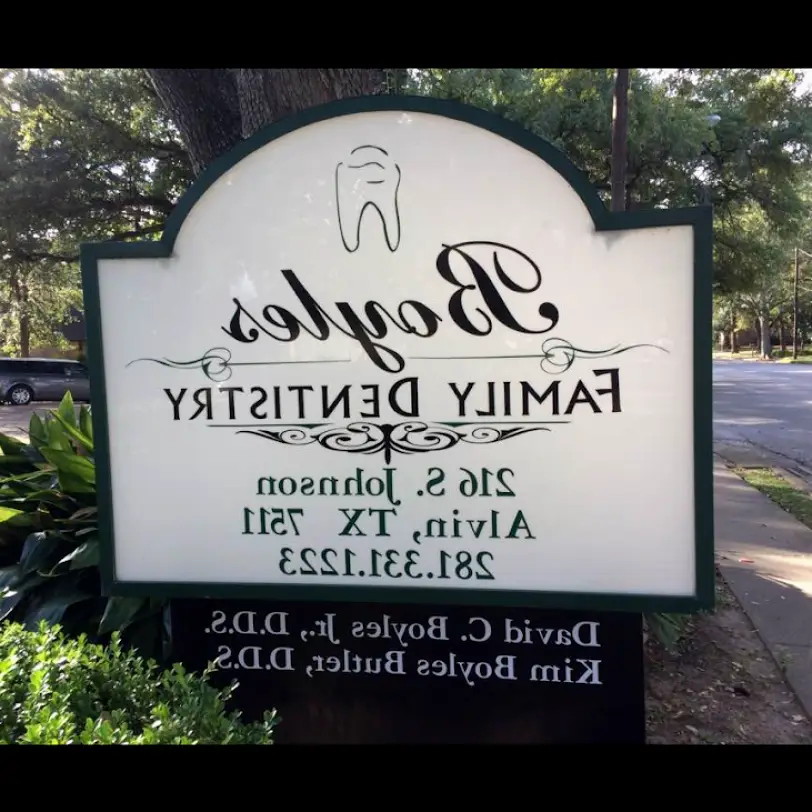 Boyles
FAMILY DENTISTRY
216 S. Johnson
Alvin, TX 7511
281.331.1223
David C. Boyles Jr., D.D.S.
Kim Boyles Butler, D.D.S.